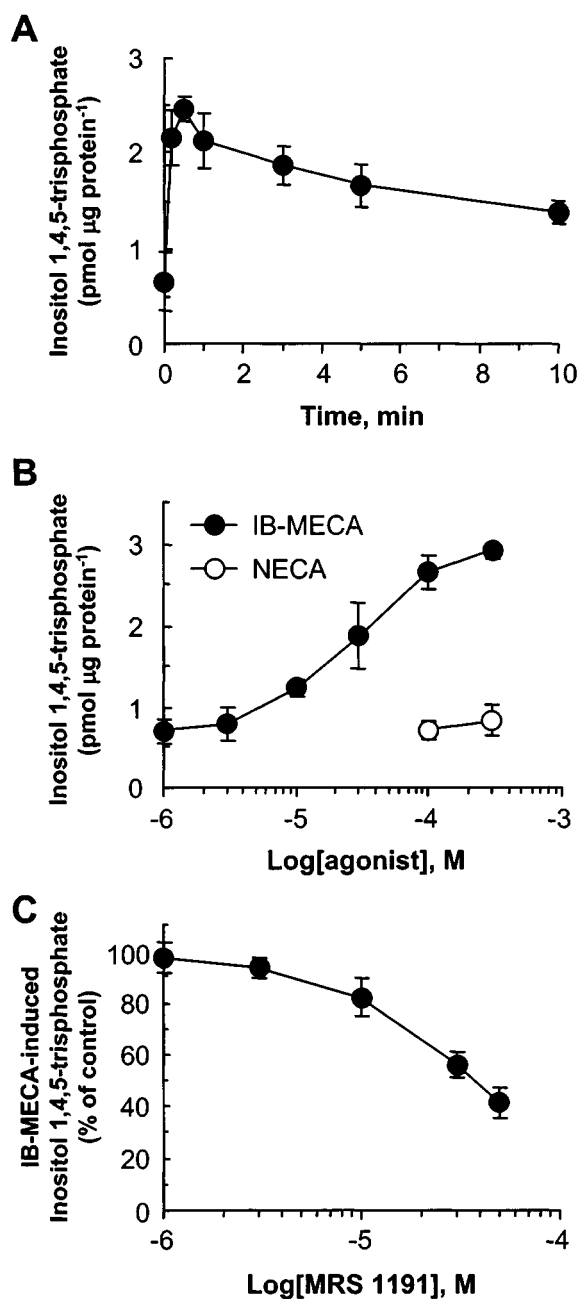 A
Inositol 1,4,5-trisphosphate
(pmol µg protein⁻¹)
3
2
1
0
0 2 4 6 8 10
Time, min
B
Inositol 1,4,5-trisphosphate
(pmol µg protein⁻¹)
3
2
1
0
IB-MECA
NECA
-6 -5 -4 -3
Log[agonist], M
C
IB-MECA-induced
Inositol 1,4,5-trisphosphate
(% of control)
100
80
60
40
20
0
-6 -5 -4
Log[MRS 1191], M